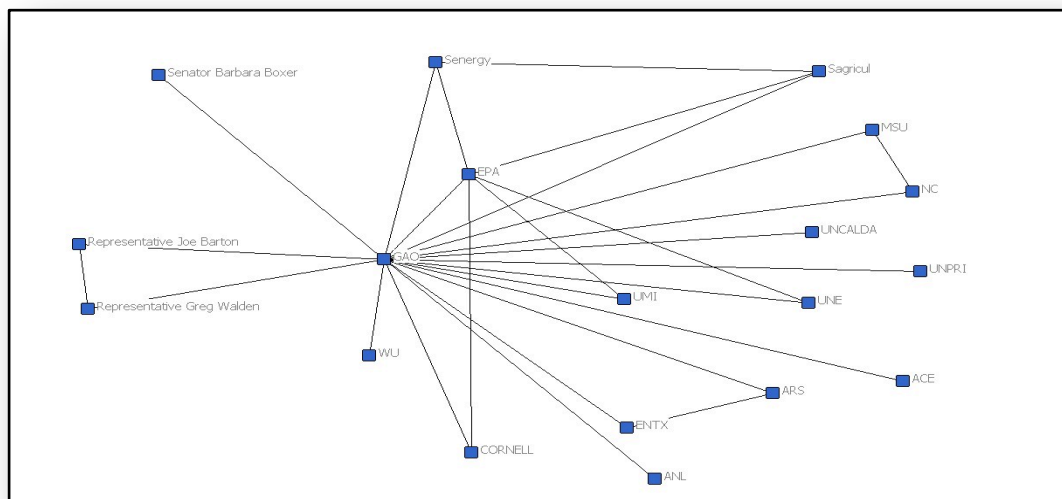 Senator Barbara Boxer
Senergy
Sagricul
MSU
EPA
NC
UNCALDA
Representative Joe Barton
GAO
UNPRI
UMI
UNE
Representative Greg Walden
WU
ACE
ARS
ENTX
CORNELL
ANL